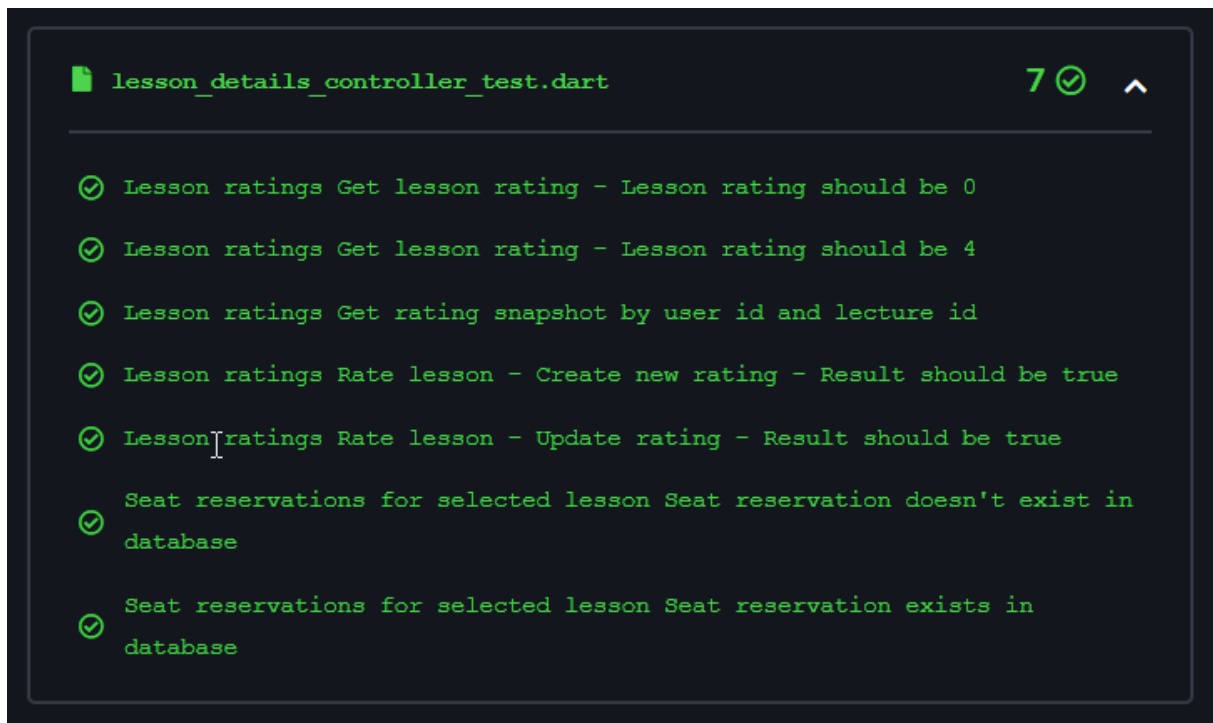 lesson_details_controller_test.dart 7
Lesson ratings Get lesson rating – Lesson rating should be 0
Lesson ratings Get lesson rating – Lesson rating should be 4
Lesson ratings Get rating snapshot by user id and lecture id
Lesson ratings Rate lesson – Create new rating – Result should be true
Lesson ratings Rate lesson – Update rating – Result should be true
Seat reservations for selected lesson Seat reservation doesn't exist in
database
Seat reservations for selected lesson Seat reservation exists in
database